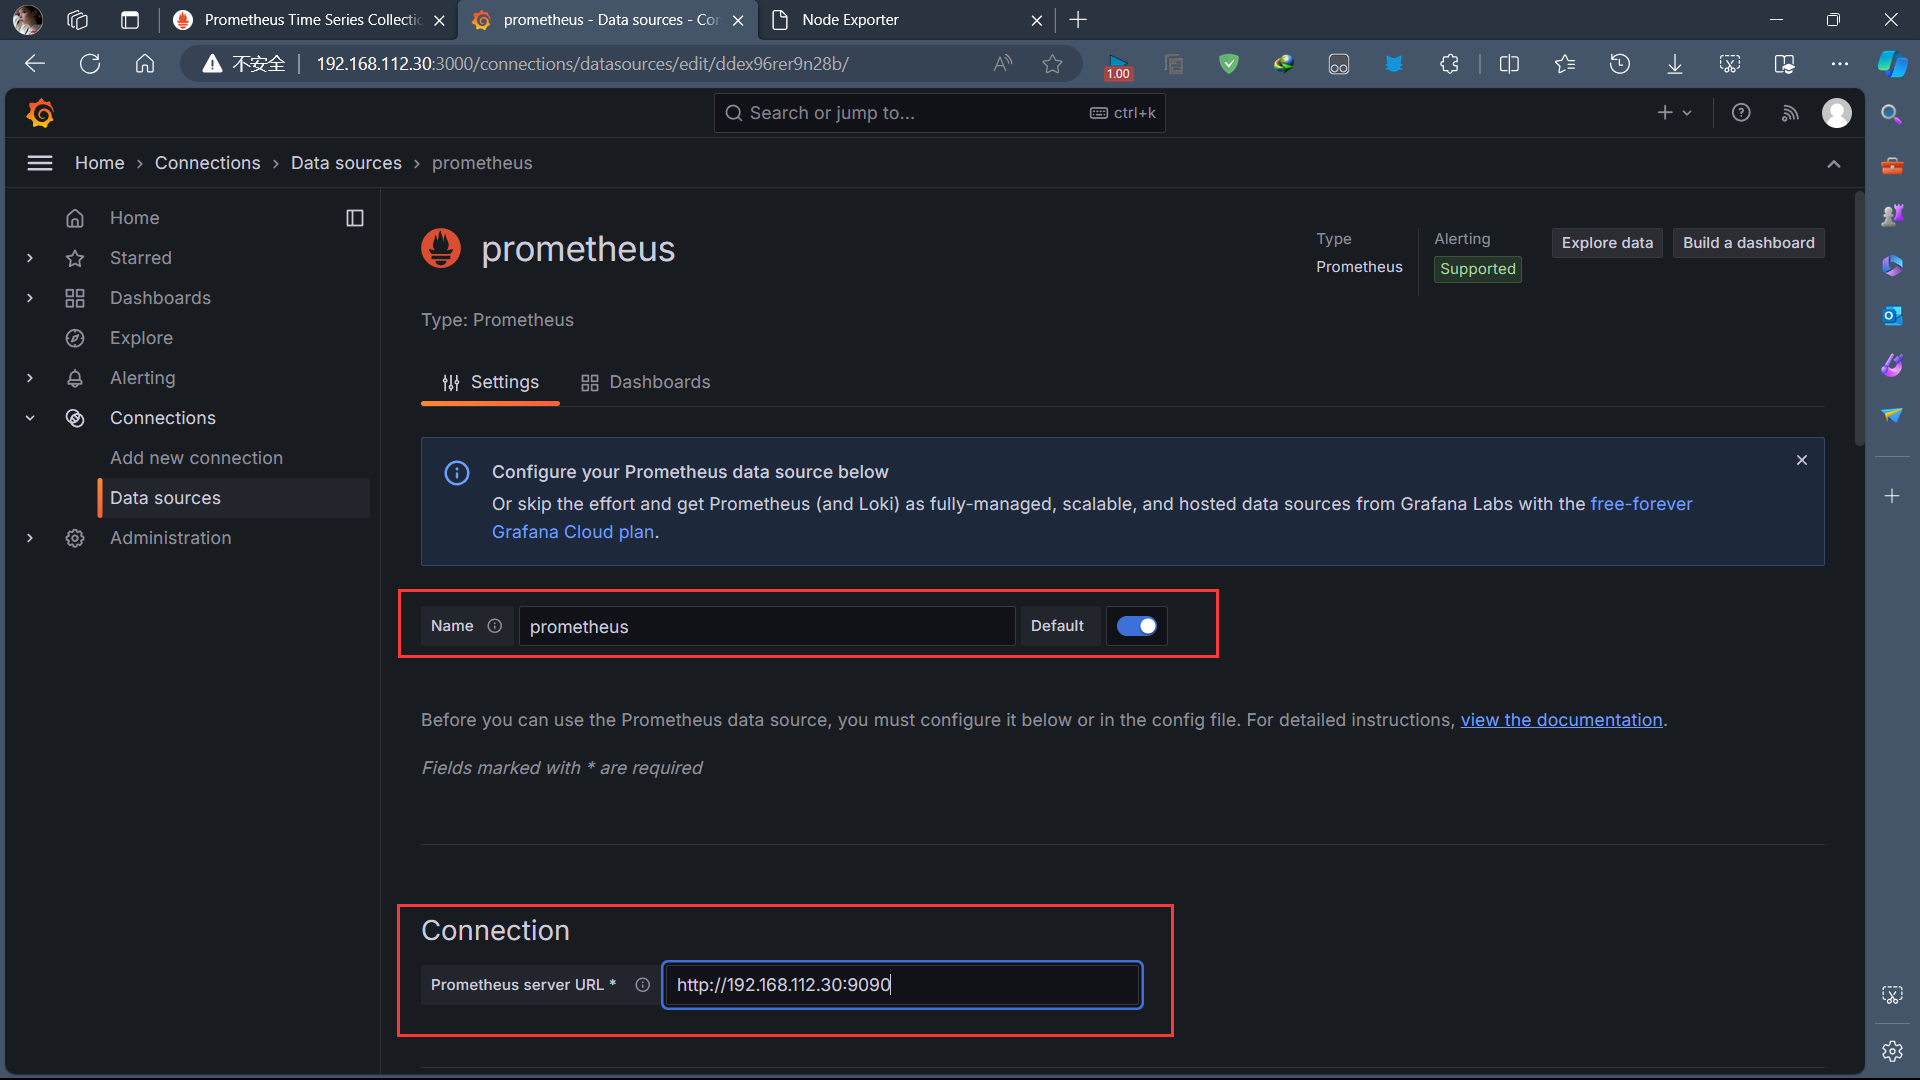 Prometheus Time Series Collectic
prometheus - Data sources - Con
Node Exporter
不安全
192.168.112.30:3000/connections/datasources/edit/ddex96rer9n28b/
1.00
Search or jump to...
ctrl+k
Home › Connections › Data sources › prometheus
Home
Starred
Dashboards
Explore
Alerting
Connections
Add new connection
Data sources
Administration
prometheus
Type
Prometheus
Alerting
Supported
Explore data
Build a dashboard
Type: Prometheus
Settings
Dashboards
Configure your Prometheus data source below
Or skip the effort and get Prometheus (and Loki) as fully-managed, scalable, and hosted data sources from Grafana Labs with the free-forever
Grafana Cloud plan.
Name
prometheus
Default
Before you can use the Prometheus data source, you must configure it below or in the config file. For detailed instructions, view the documentation.
Fields marked with * are required
Connection
Prometheus server URL *
http://192.168.112.30:9090